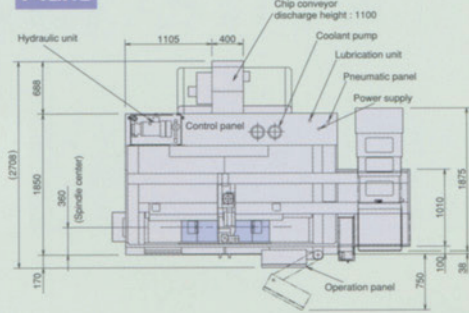 Chip conveyor
discharge height : 1100
1105
400
Hydraulic unit
Coolant pump
Lubrication unit
Pneumatic panel
Power supply
Control panel
688
(2708)
1850
360
(Spindle center)
170
1875
1010
100
38
750
Operation panel